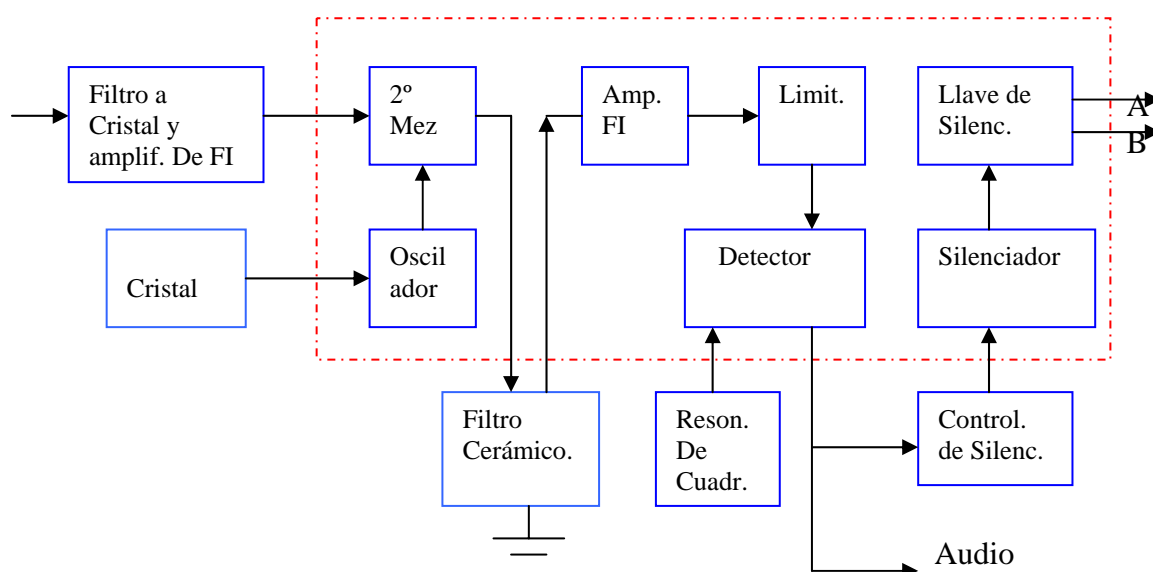 Filtro a
Cristal y
amplif. De FI
2º
Mez
Amp.
FI
Limit.
Llave de
Silenc.
A
B
Cristal
Oscil
ador
Detector
Silenciador
Filtro
Cerámico.
Reson.
De
Cuadr.
Control.
de Silenc.
Audio